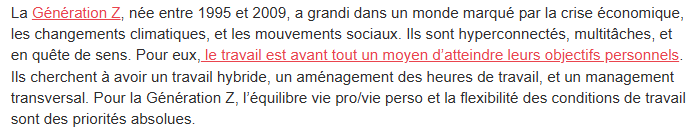 La Génération Z, née entre 1995 et 2009, a grandi dans un monde marqué par la crise économique,
les changements climatiques, et les mouvements sociaux. Ils sont hyperconnectés, multitâches, et
en quête de sens. Pour eux, le travail est avant tout un moyen d’atteindre leurs objectifs personnels.
Ils cherchent à avoir un travail hybride, un aménagement des heures de travail, et un management
transversal. Pour la Génération Z, l’équilibre vie pro/vie perso et la flexibilité des conditions de travail
sont des priorités absolues.